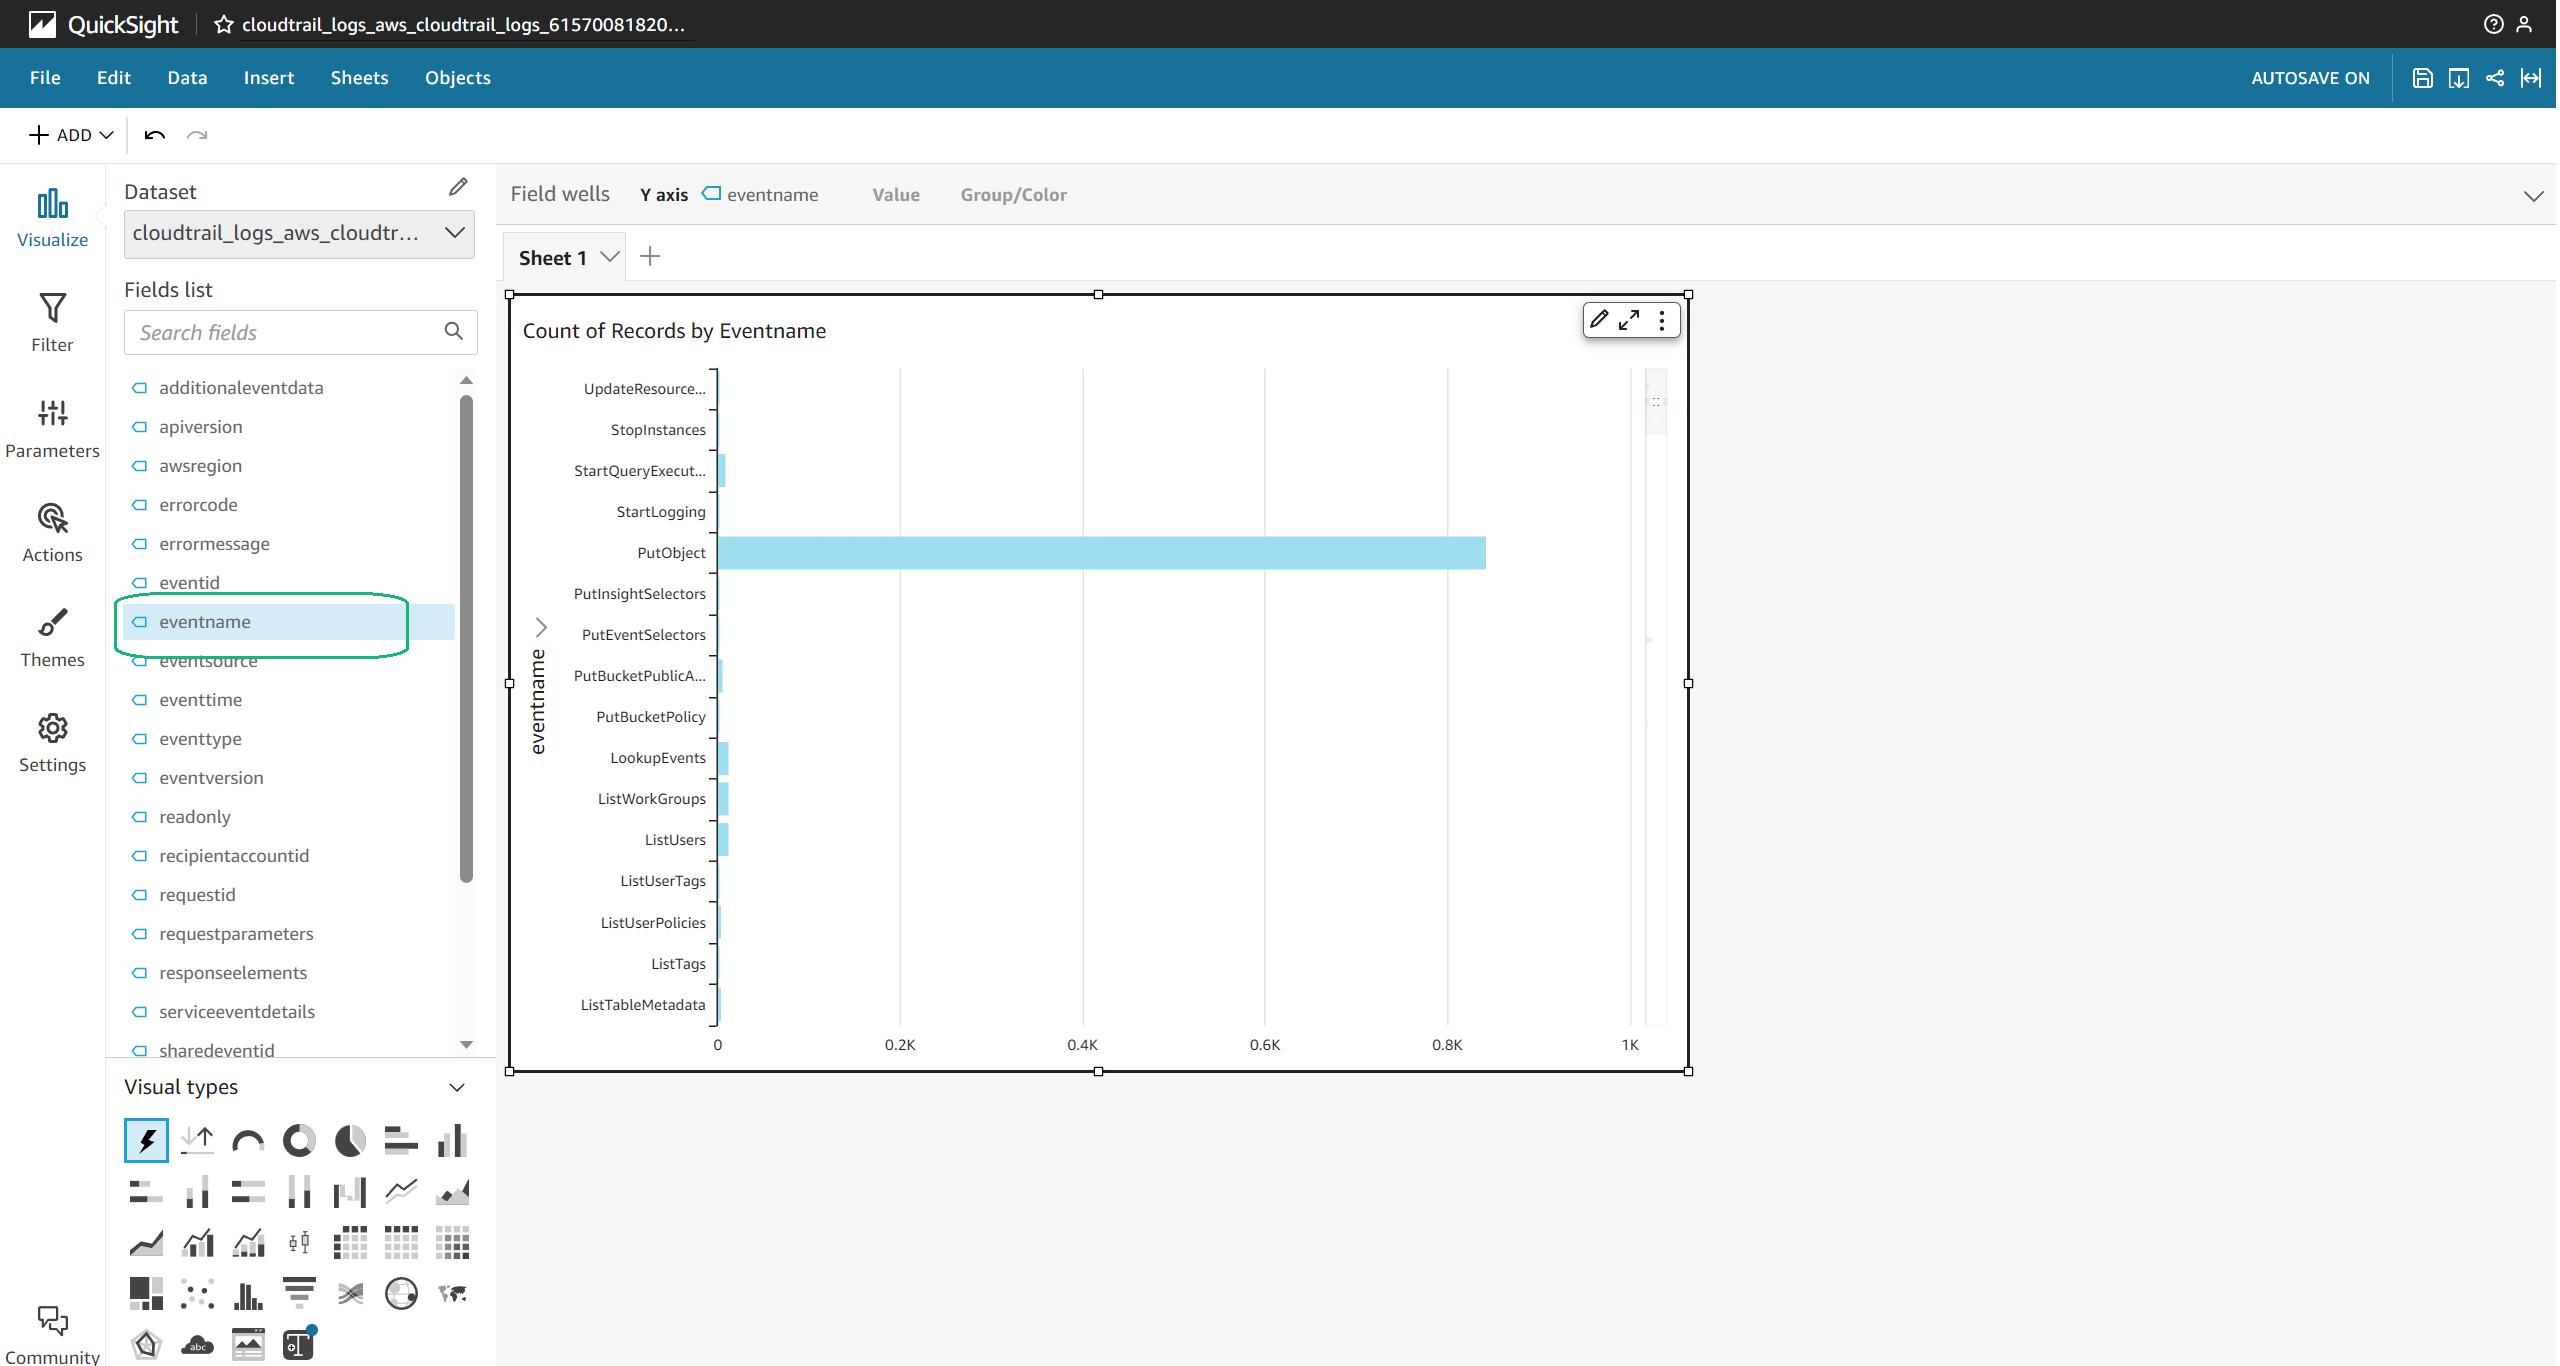 QuickSight
cloudtrail_logs_aws_cloudtrail_logs_61570081820...
File Edit Data Insert Sheets Objects
AUTOSAVE ON
ADD
Visualize
Filter
Parameters
Actions
Themes
Settings
Community
Dataset
cloudtrail_logs_aws_cloudtr...
Fields list
Search fields
additionaleventdata
apiversion
awsregion
errorcode
errormessage
eventid
eventname
eventsource
eventtime
eventtype
eventversion
readonly
recipientaccountid
requestid
requestparameters
responseelements
serviceeventdetails
sharedeventid
Visual types
abc
Field wells Y axis eventname Value Group/Color
Sheet 1
Count of Records by Eventname
eventname
UpdateResource...
StopInstances
StartQueryExecut...
StartLogging
PutObject
PutInsightSelectors
PutEventSelectors
PutBucketPublicA...
PutBucketPolicy
LookupEvents
ListWorkGroups
ListUsers
ListUserTags
ListUserPolicies
ListTags
ListTableMetadata
0 0.2K 0.4K 0.6K 0.8K 1K